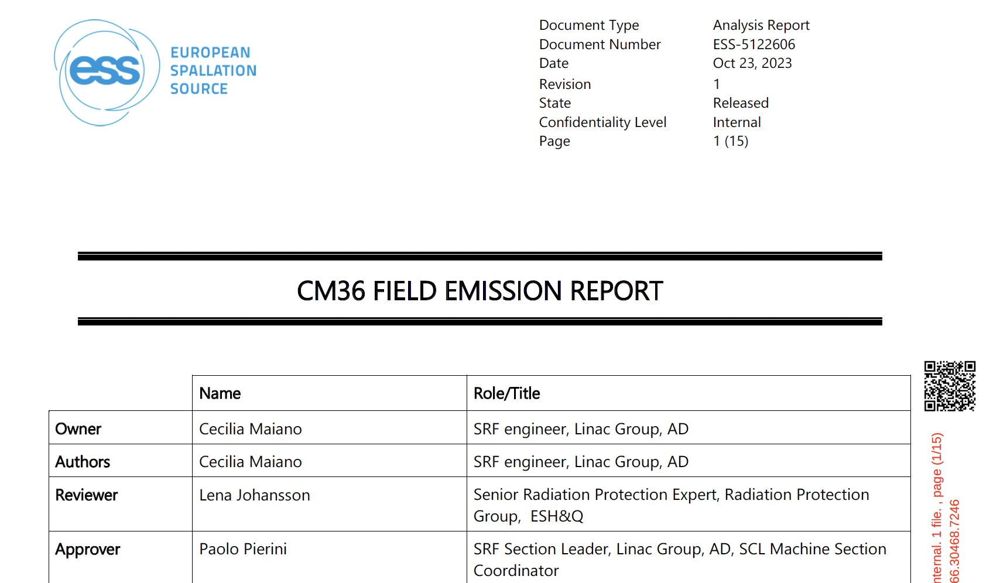 ess
EUROPEAN
SPALLATION
SOURCE
Document Type Analysis Report
Document Number ESS-5122606
Date Oct 23, 2023
Revision 1
State Released
Confidentiality Level Internal
Page 1 (15)
CM36 FIELD EMISSION REPORT
Name Role/Title
Owner Cecilia Maiano SRF engineer, Linac Group, AD
Authors Cecilia Maiano SRF engineer, Linac Group, AD
Reviewer Lena Johansson Senior Radiation Protection Expert, Radiation Protection
Group, ESH&Q
Approver Paolo Pierini SRF Section Leader, Linac Group, AD, SCL Machine Section
Coordinator
nternal. 1 file. , page (1/15)
66.30468.7246